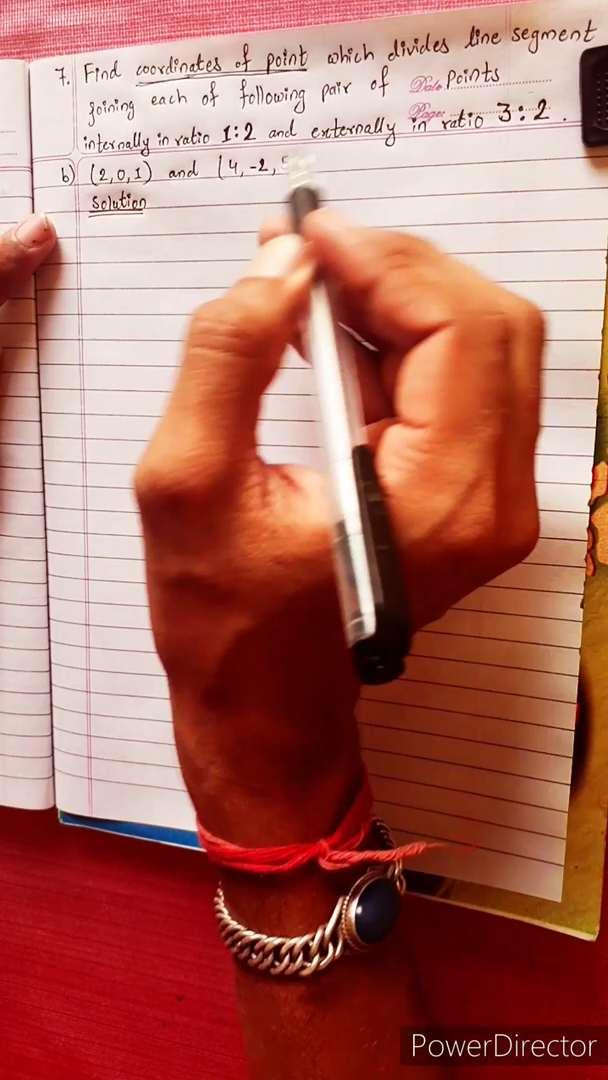 7. Find coordinates of point which divides line segment
joining each of following pair of Date Points
Page:
internally in ratio 1:2 and externally in ratio 3:2.
b) (2,0,1) and (4,-2,5
Solution
PowerDirector